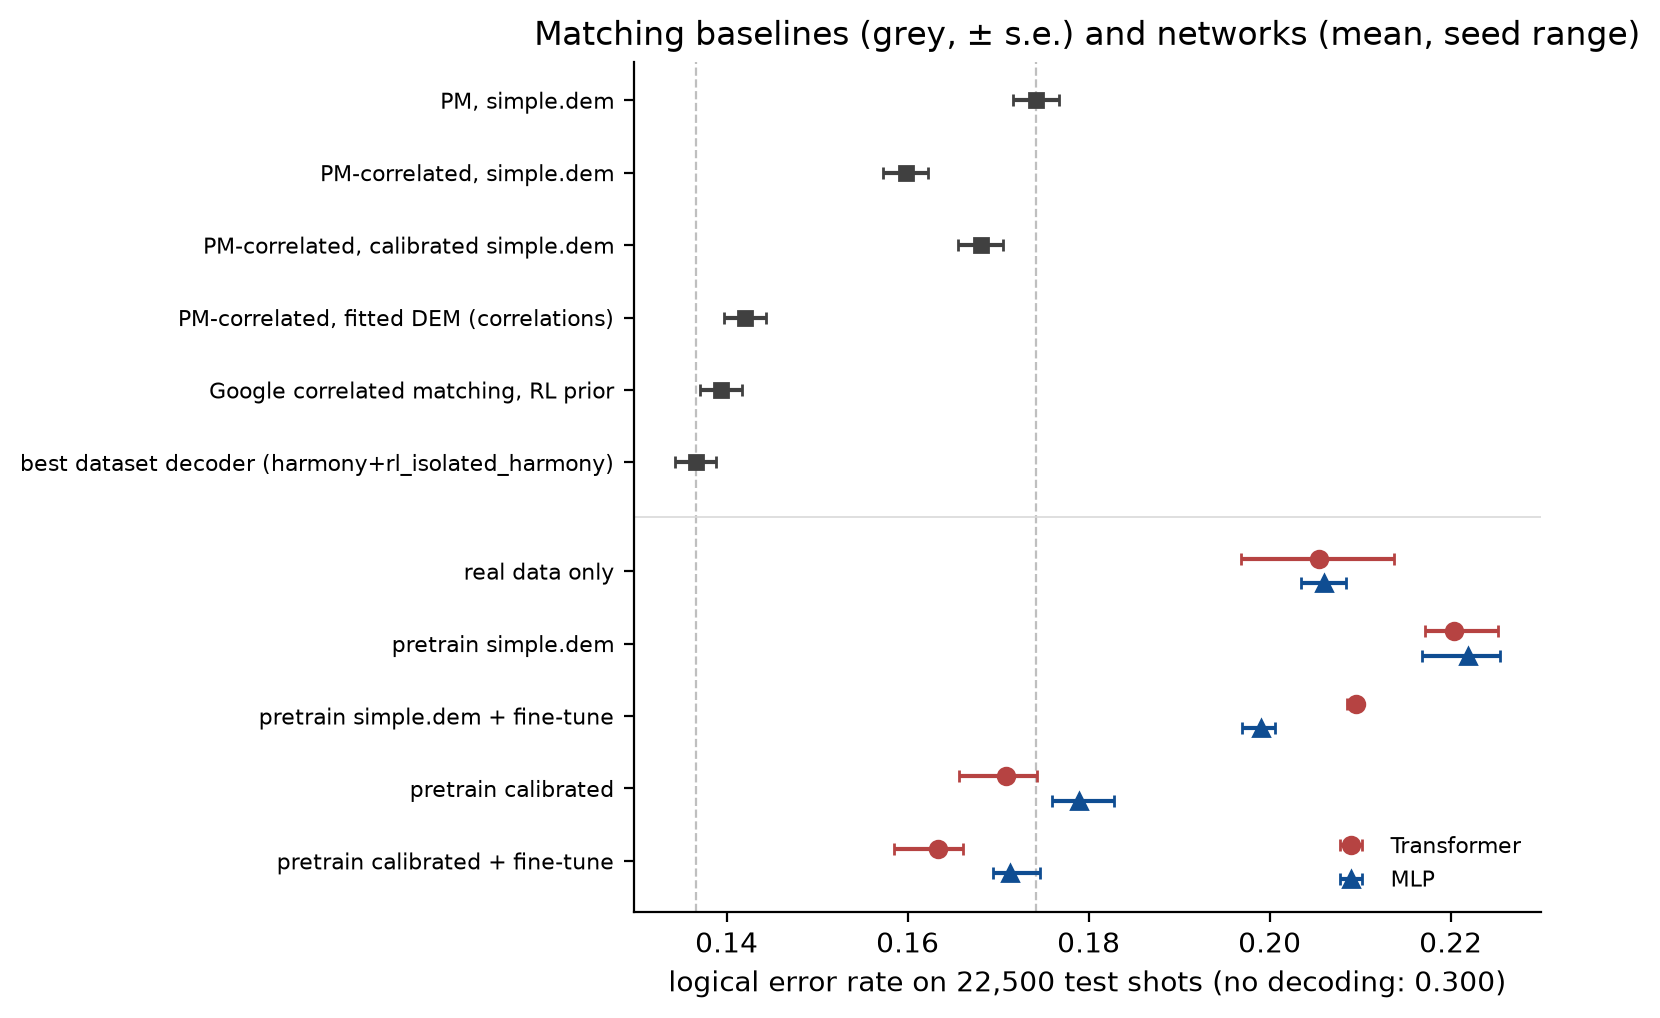 Matching baselines (grey, ± s.e.) and networks (mean, seed range)
PM, simple.dem
PM-correlated, simple.dem
PM-correlated, calibrated simple.dem
PM-correlated, fitted DEM (correlations)
Google correlated matching, RL prior
best dataset decoder (harmony+rl_isolated_harmony)
real data only
pretrain simple.dem
pretrain simple.dem + fine-tune
pretrain calibrated
pretrain calibrated + fine-tune
Transformer
MLP
0.14 0.16 0.18 0.20 0.22
logical error rate on 22,500 test shots (no decoding: 0.300)